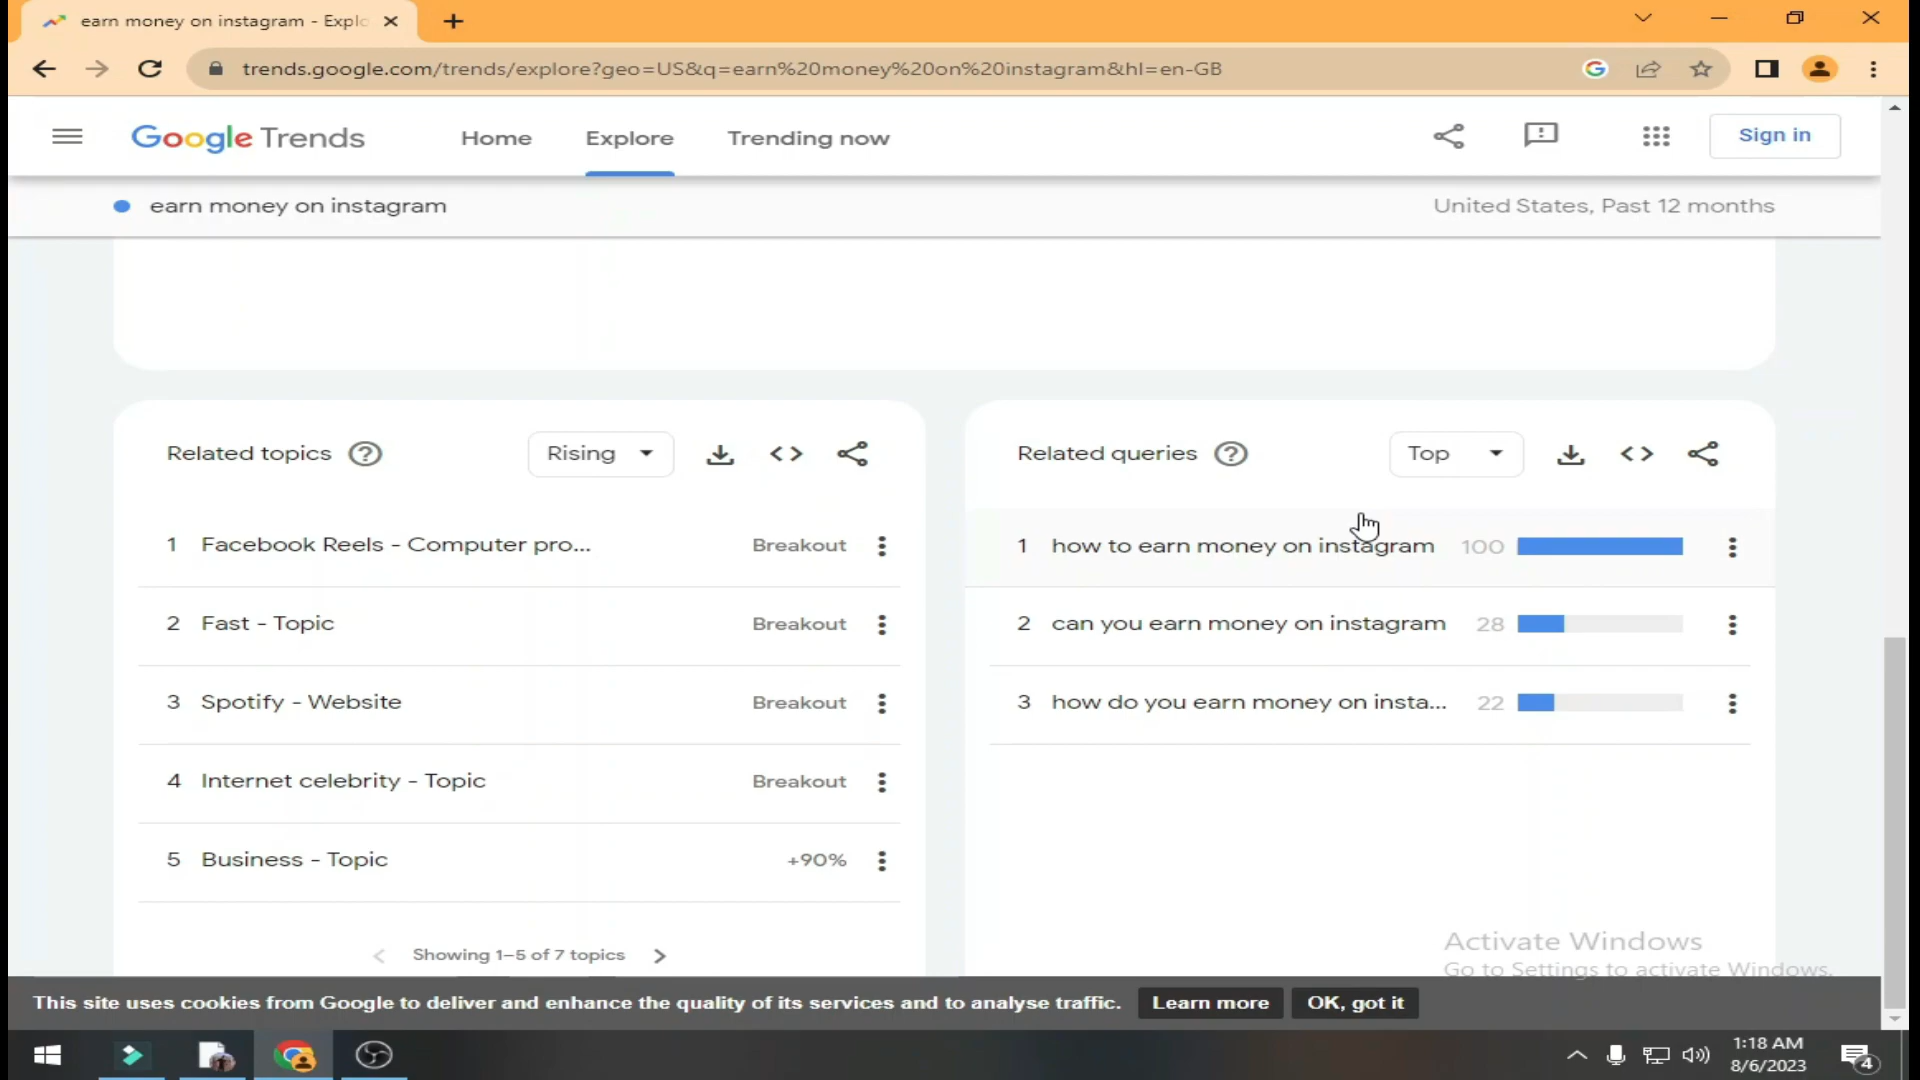 earn money on instagram - Explo
trends.google.com/trends/explore?geo=US&q=earn%20money%20on%20instagram&hl=en-GB
Google Trends
Home
Explore
Trending now
Sign in
earn money on instagram
United States, Past 12 months
Related topics
Rising
1 Facebook Reels - Computer pro... Breakout
2 Fast - Topic Breakout
3 Spotify - Website Breakout
4 Internet celebrity - Topic Breakout
5 Business - Topic +90%
Showing 1–5 of 7 topics
Related queries
Top
1 how to earn money on instagram 100
2 can you earn money on instagram 28
3 how do you earn money on insta... 22
Activate Windows
Go to Settings to activate Windows.
This site uses cookies from Google to deliver and enhance the quality of its services and to analyse traffic.
Learn more
OK, got it
1:18 AM
8/6/2023
4